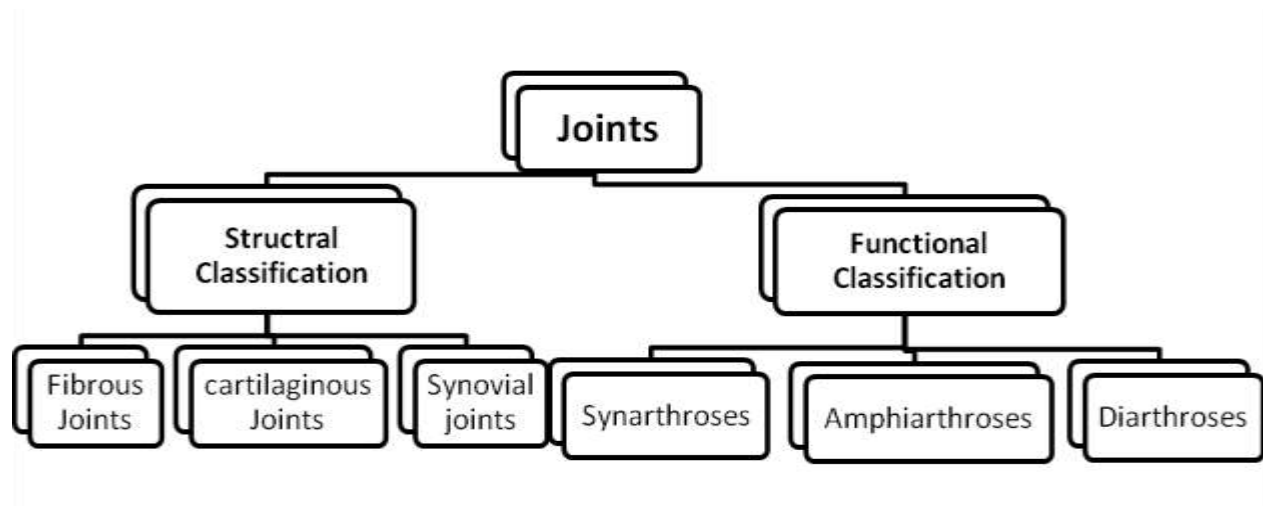 Joints
Structral
Classification
Functional
Classification
Fibrous
Joints
cartilaginous
Joints
Synovial
joints
Synarthroses
Amphiarthroses
Diarthroses